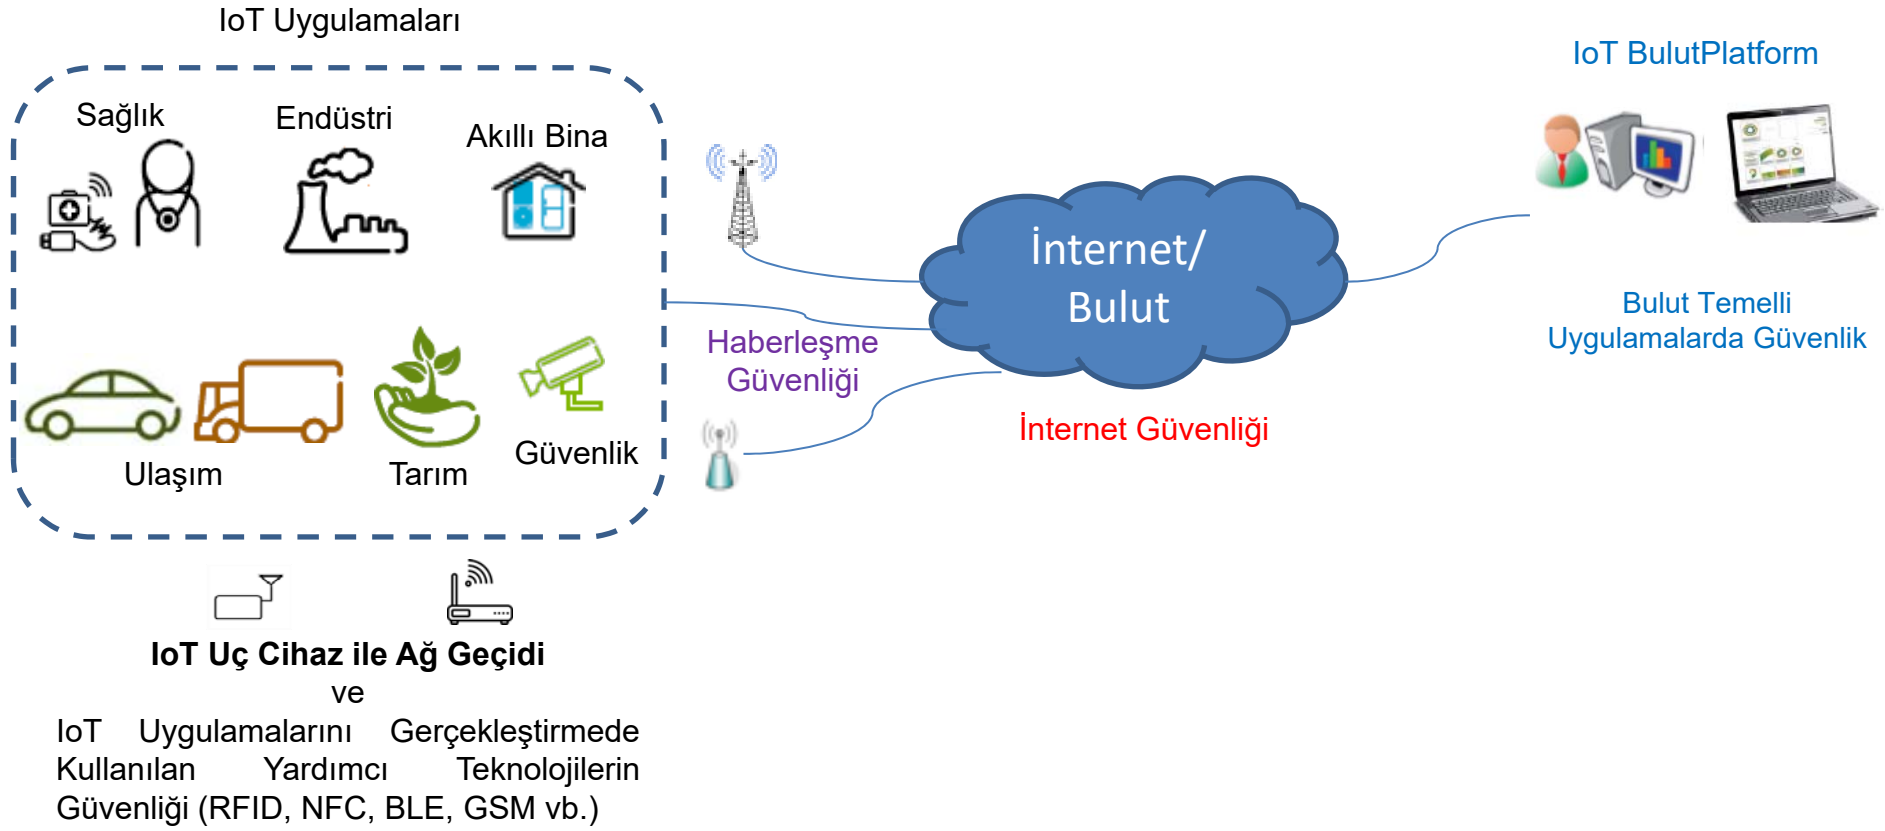 IoT Uygulamaları
Sağlık
Endüstri
Akıllı Bina
Ulaşım
Tarım
Güvenlik
IoT Uç Cihaz ile Ağ Geçidi
ve
IoT Uygulamalarını Gerçekleştirmede
Kullanılan Yardımcı Teknolojilerin
Güvenliği (RFID, NFC, BLE, GSM vb.)
Haberleşme
Güvenliği
İnternet/
Bulut
İnternet Güvenliği
IoT BulutPlatform
Bulut Temelli
Uygulamalarda Güvenlik